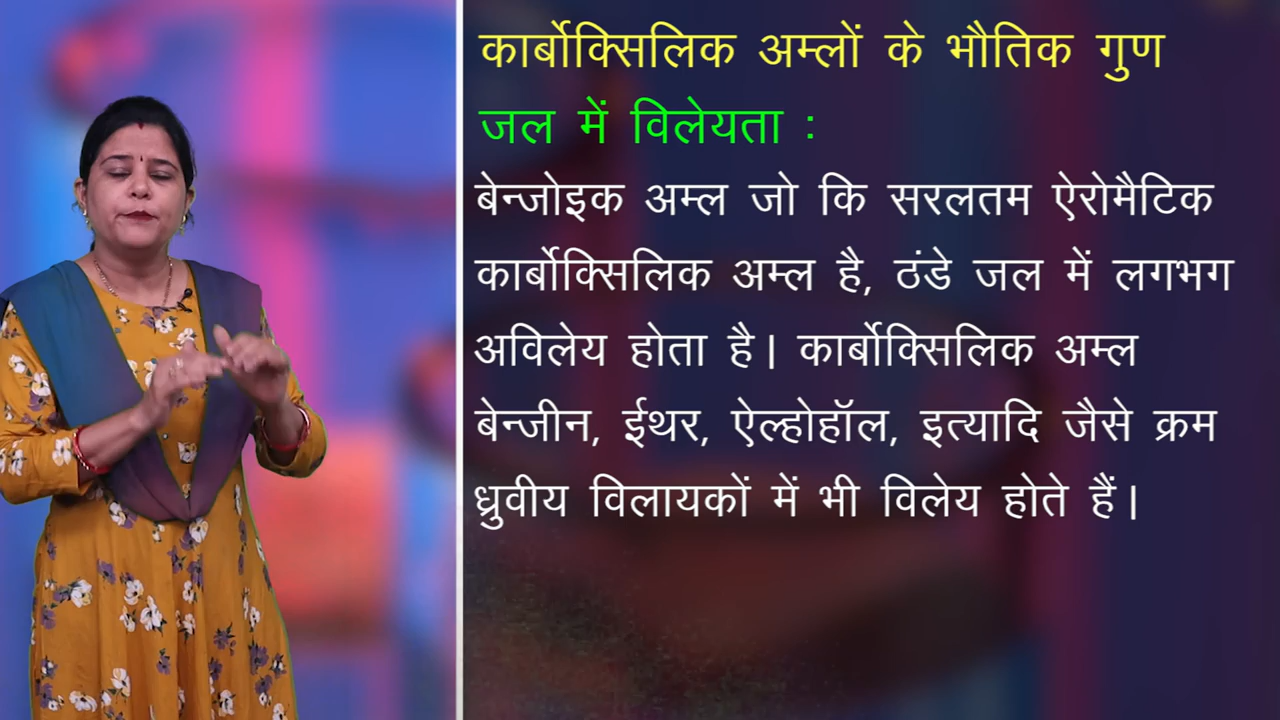 कार्बोक्सिलिक अम्लों के भौतिक गुण
जल में विलेयता :
बेन्जोइक अम्ल जो कि सरलतम ऐरोमैटिक
कार्बोक्सिलिक अम्ल है, ठंडे जल में लगभग
अविलेय होता है। कार्बोक्सिलिक अम्ल
बेन्जीन, ईथर, ऐल्होहॉल, इत्यादि जैसे क्रम
ध्रुवीय विलायकों में भी विलेय होते हैं।